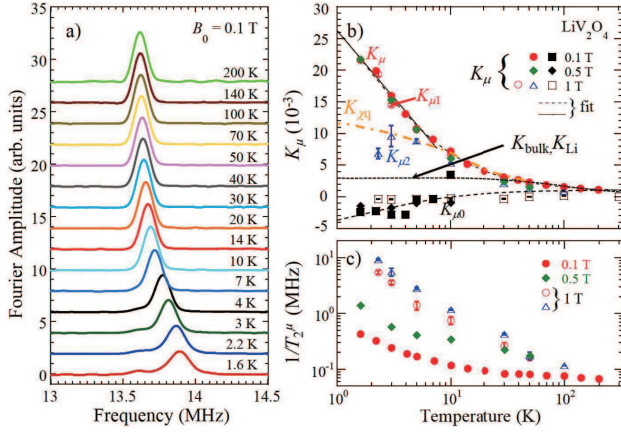 a)
B₀ = 0.1 T
200 K
140 K
100 K
70 K
50 K
40 K
30 K
20 K
14 K
10 K
7 K
4 K
3 K
2.2 K
1.6 K
35
30
25
20
15
10
5
0
Fourier Amplitude (arb. units)
13.0 13.5 14.0 14.5
Frequency (MHz)
b)
LiV₂O₄
Kμ
Kμ1
Kχq
Kμ2
Kμ0
Kbulk,KLi
Kμ {
0.1 T
0.5 T
1 T
} fit
30
25
20
15
10
5
0
-5
Kμ (10⁻³)
c)
0.1 T
0.5 T
} 1 T
10¹
10⁰
10⁻¹
1/T₂^μ (MHz)
10⁰ 10¹ 10² 10³
Temperature (K)